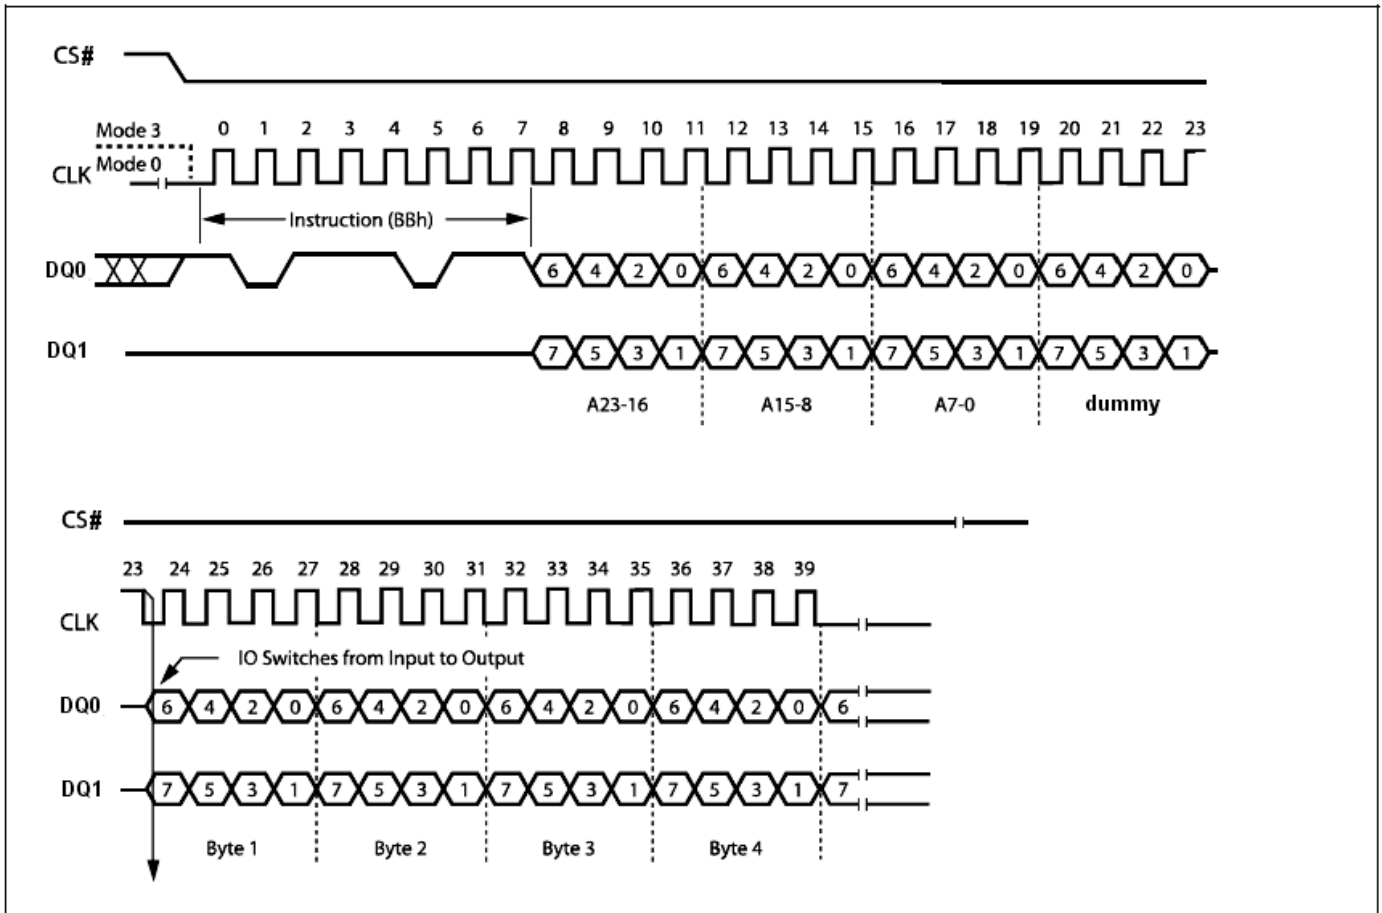 CS#
Mode 3
0 1 2 3 4 5 6 7 8 9 10 11 12 13 14 15 16 17 18 19 20 21 22 23
Mode 0
CLK
Instruction (BBh)
DQ0 6 4 2 0 6 4 2 0 6 4 2 0 6 4 2 0
DQ1 7 5 3 1 7 5 3 1 7 5 3 1 7 5 3 1
A23-16 A15-8 A7-0 dummy
CS#
23 24 25 26 27 28 29 30 31 32 33 34 35 36 37 38 39
CLK
IO Switches from Input to Output
DQ0 6 4 2 0 6 4 2 0 6 4 2 0 6 4 2 0 6
DQ1 7 5 3 1 7 5 3 1 7 5 3 1 7 5 3 1 7
Byte 1 Byte 2 Byte 3 Byte 4